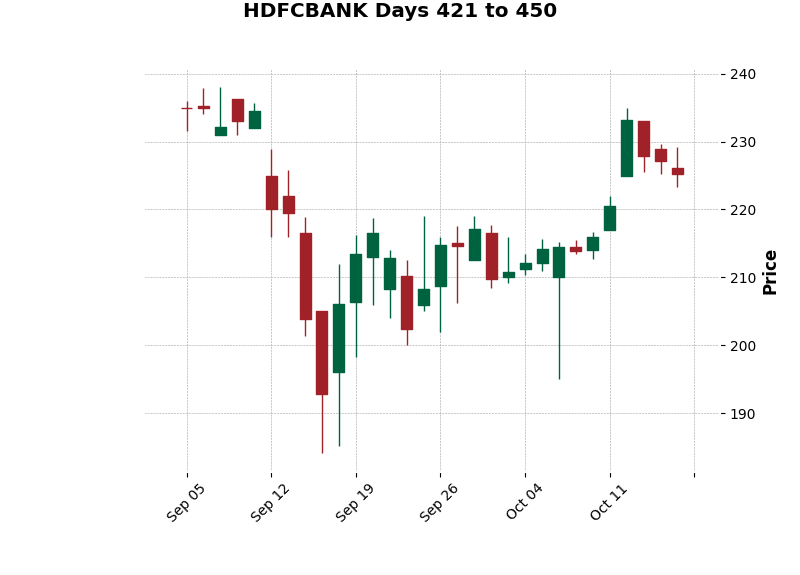 HDFCBANK Days 421 to 450
240
230
220
210
200
190
Price
Sep 05
Sep 12
Sep 19
Sep 26
Oct 04
Oct 11